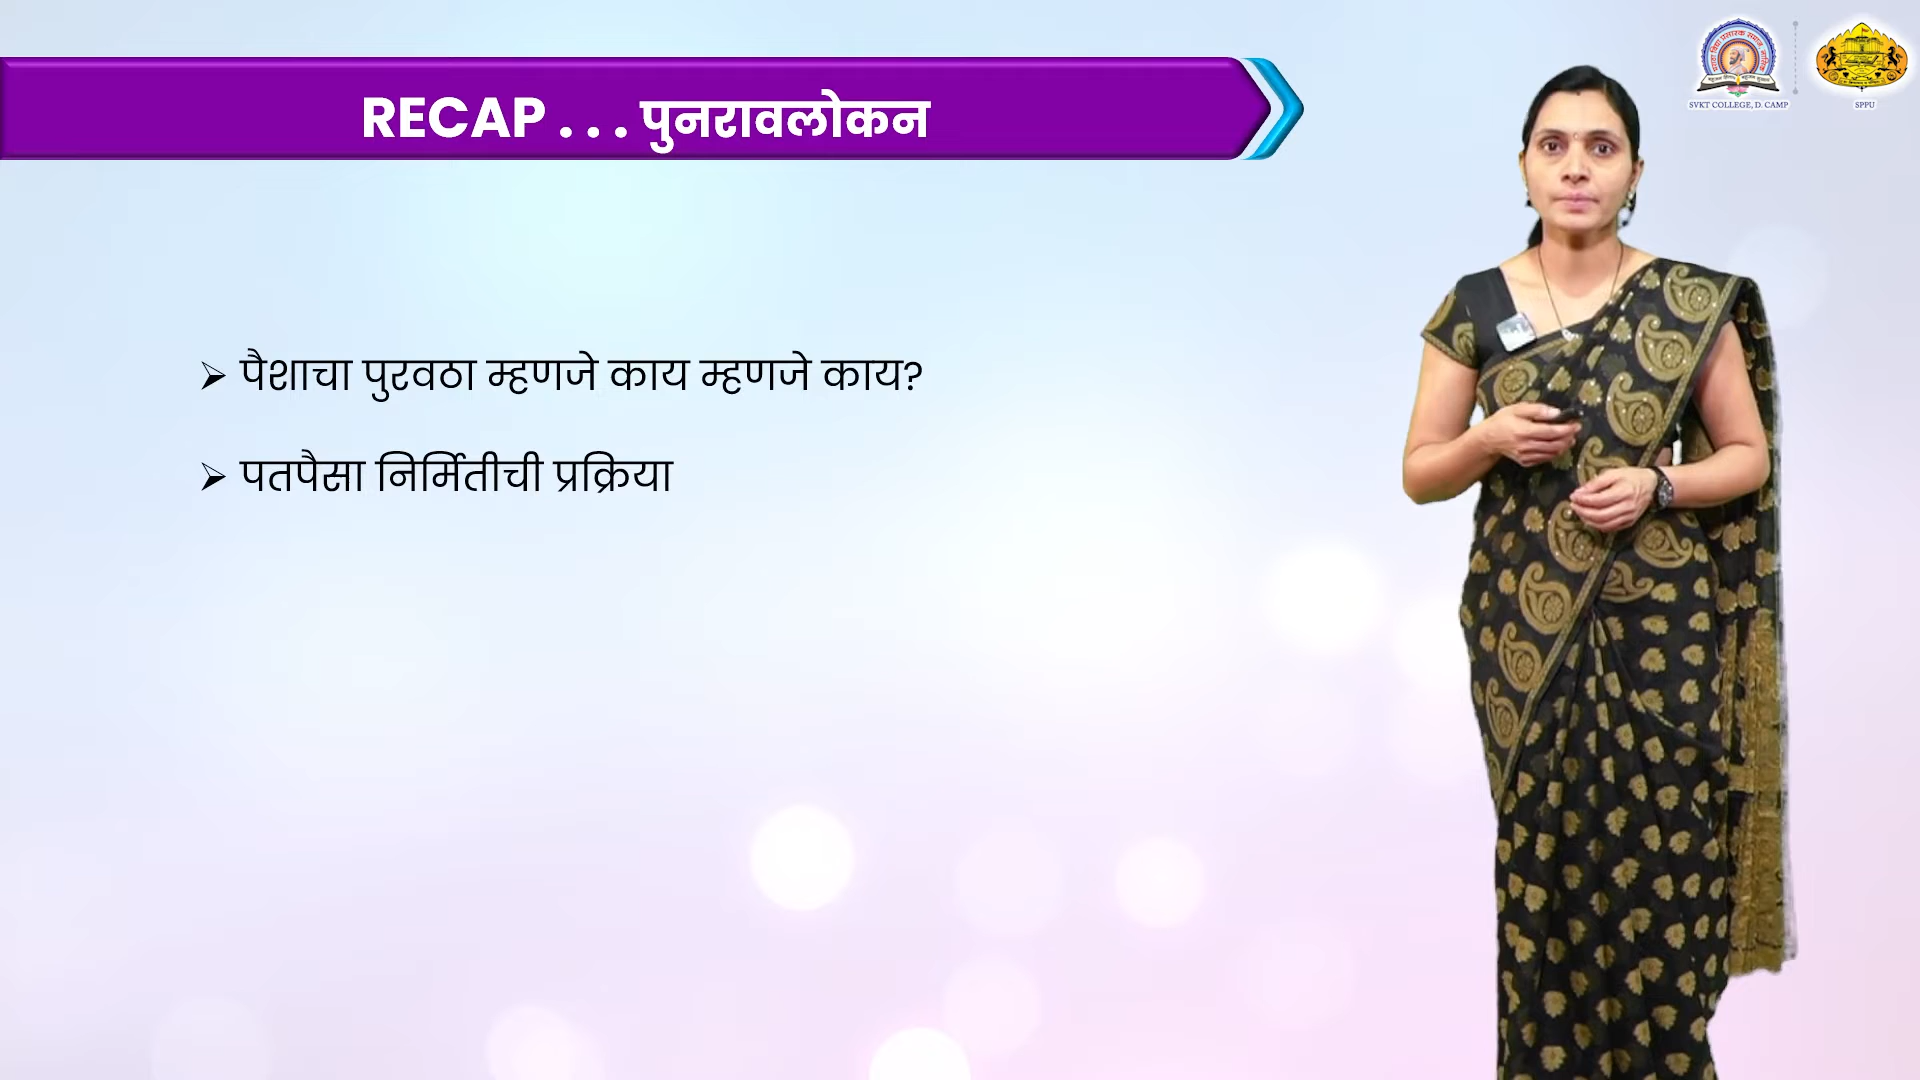 RECAP . . . पुनरावलोकन
पैशाचा पुरवठा म्हणजे काय म्हणजे काय?
पतपैसा निर्मितीची प्रक्रिया
SVKT COLLEGE, D. CAMP
SPPU